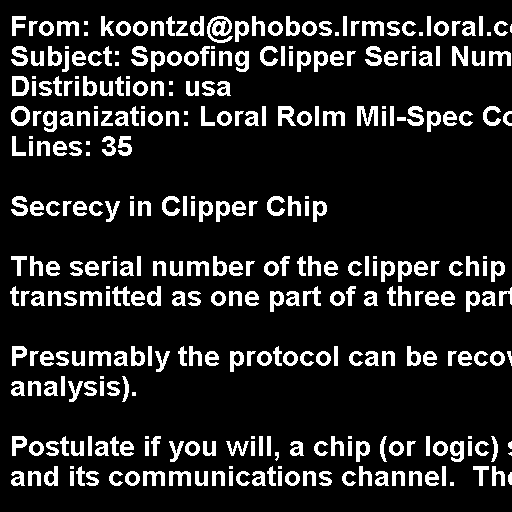 From: koontzd@phobos.lrmsc.loral.c
Subject: Spoofing Clipper Serial Num
Distribution: usa
Organization: Loral Rolm Mil-Spec Co
Lines: 35
Secrecy in Clipper Chip
The serial number of the clipper chip
transmitted as one part of a three part
Presumably the protocol can be recov
analysis).
Postulate if you will, a chip (or logic) s
and its communications channel.  The